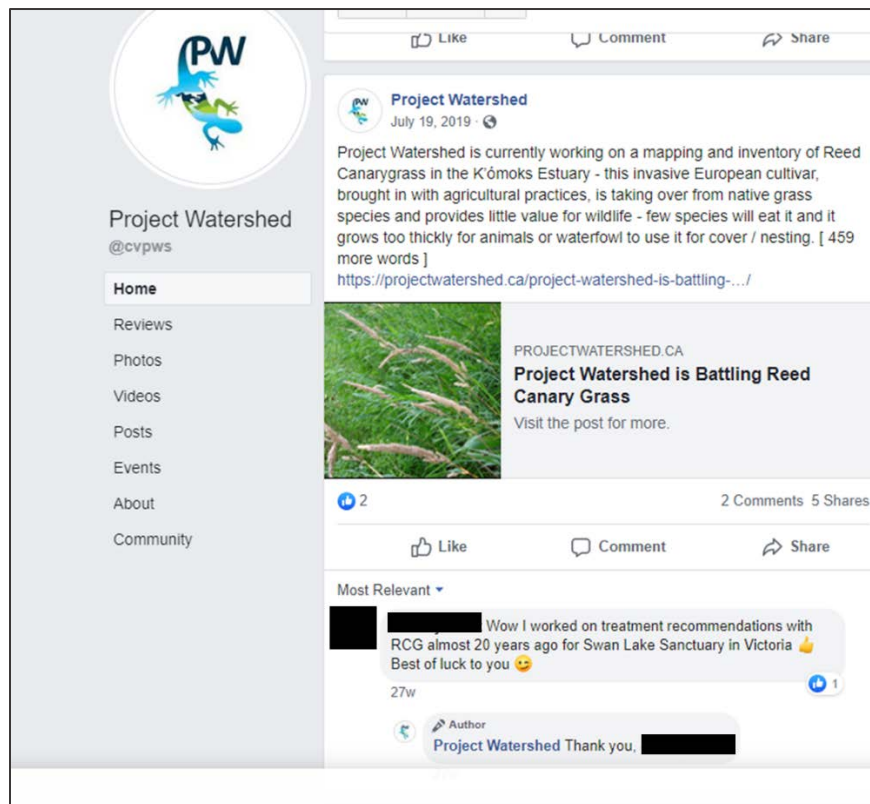 PW
Project Watershed
@cvpws
Home
Reviews
Photos
Videos
Posts
Events
About
Community
Like Comment Share
PW
Project Watershed
July 19, 2019 ·
Project Watershed is currently working on a mapping and inventory of Reed
Canarygrass in the K'ómoks Estuary - this invasive European cultivar,
brought in with agricultural practices, is taking over from native grass
species and provides little value for wildlife - few species will eat it and it
grows too thickly for animals or waterfowl to use it for cover / nesting. [ 459
more words ]
https://projectwatershed.ca/project-watershed-is-battling-…/
PROJECTWATERSHED.CA
Project Watershed is Battling Reed
Canary Grass
Visit the post for more.
2 2 Comments 5 Shares
Like Comment Share
Most Relevant
Wow I worked on treatment recommendations with
RCG almost 20 years ago for Swan Lake Sanctuary in Victoria 👍
Best of luck to you 😉
1
27w
Author
Project Watershed Thank you,